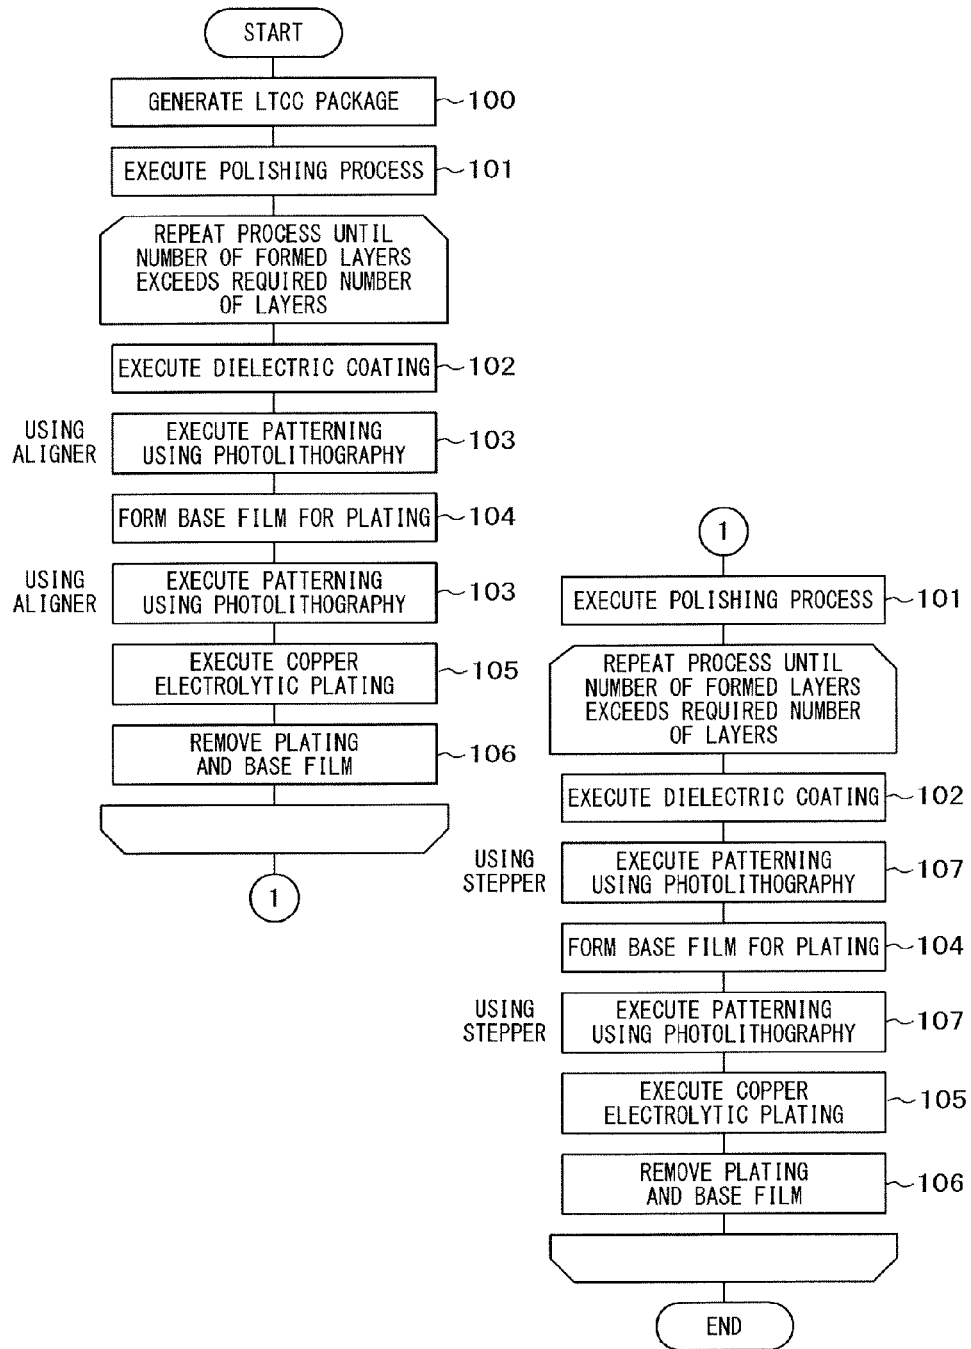 START
GENERATE LTCC PACKAGE
100
EXECUTE POLISHING PROCESS
101
REPEAT PROCESS UNTIL
NUMBER OF FORMED LAYERS
EXCEEDS REQUIRED NUMBER
OF LAYERS
EXECUTE DIELECTRIC COATING
102
USING
ALIGNER
EXECUTE PATTERNING
USING PHOTOLITHOGRAPHY
103
FORM BASE FILM FOR PLATING
104
USING
ALIGNER
EXECUTE PATTERNING
USING PHOTOLITHOGRAPHY
103
EXECUTE COPPER
ELECTROLYTIC PLATING
105
REMOVE PLATING
AND BASE FILM
106
1
1
EXECUTE POLISHING PROCESS
101
REPEAT PROCESS UNTIL
NUMBER OF FORMED LAYERS
EXCEEDS REQUIRED NUMBER
OF LAYERS
EXECUTE DIELECTRIC COATING
102
USING
STEPPER
EXECUTE PATTERNING
USING PHOTOLITHOGRAPHY
107
FORM BASE FILM FOR PLATING
104
USING
STEPPER
EXECUTE PATTERNING
USING PHOTOLITHOGRAPHY
107
EXECUTE COPPER
ELECTROLYTIC PLATING
105
REMOVE PLATING
AND BASE FILM
106
END